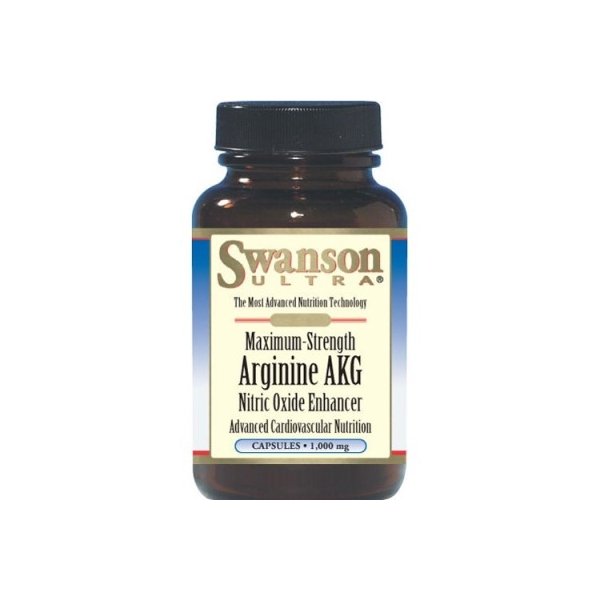 Swanson
ULTRA®
The Most Advanced Nutrition Technology
Maximum-Strength
Arginine AKG
Nitric Oxide Enhancer
Advanced Cardiovascular Nutrition
CAPSULES • 1,000 mg